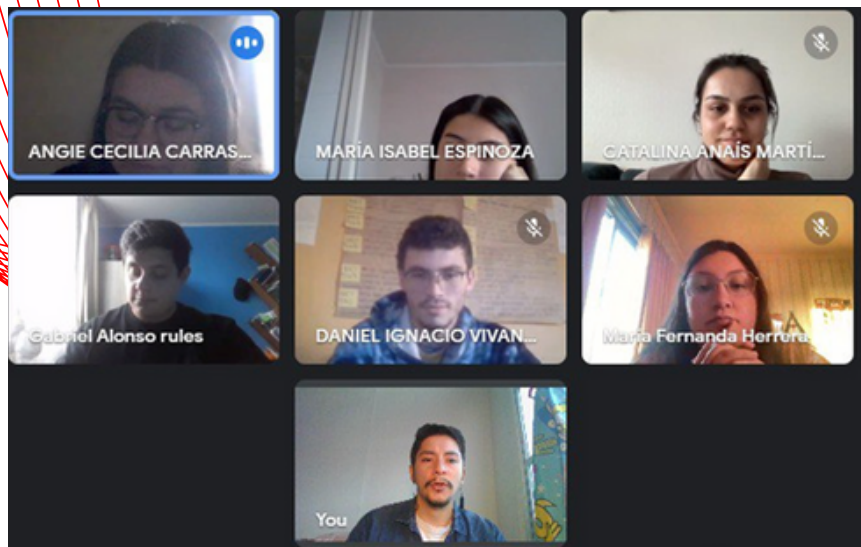 ANGIE CECILIA CARRAS...
MARÍA ISABEL ESPINOZA
CATALINA ANAÍS MARTÍ...
Gabriel Alonso rules
DANIEL IGNACIO VIVAN...
María Fernanda Herrera
You